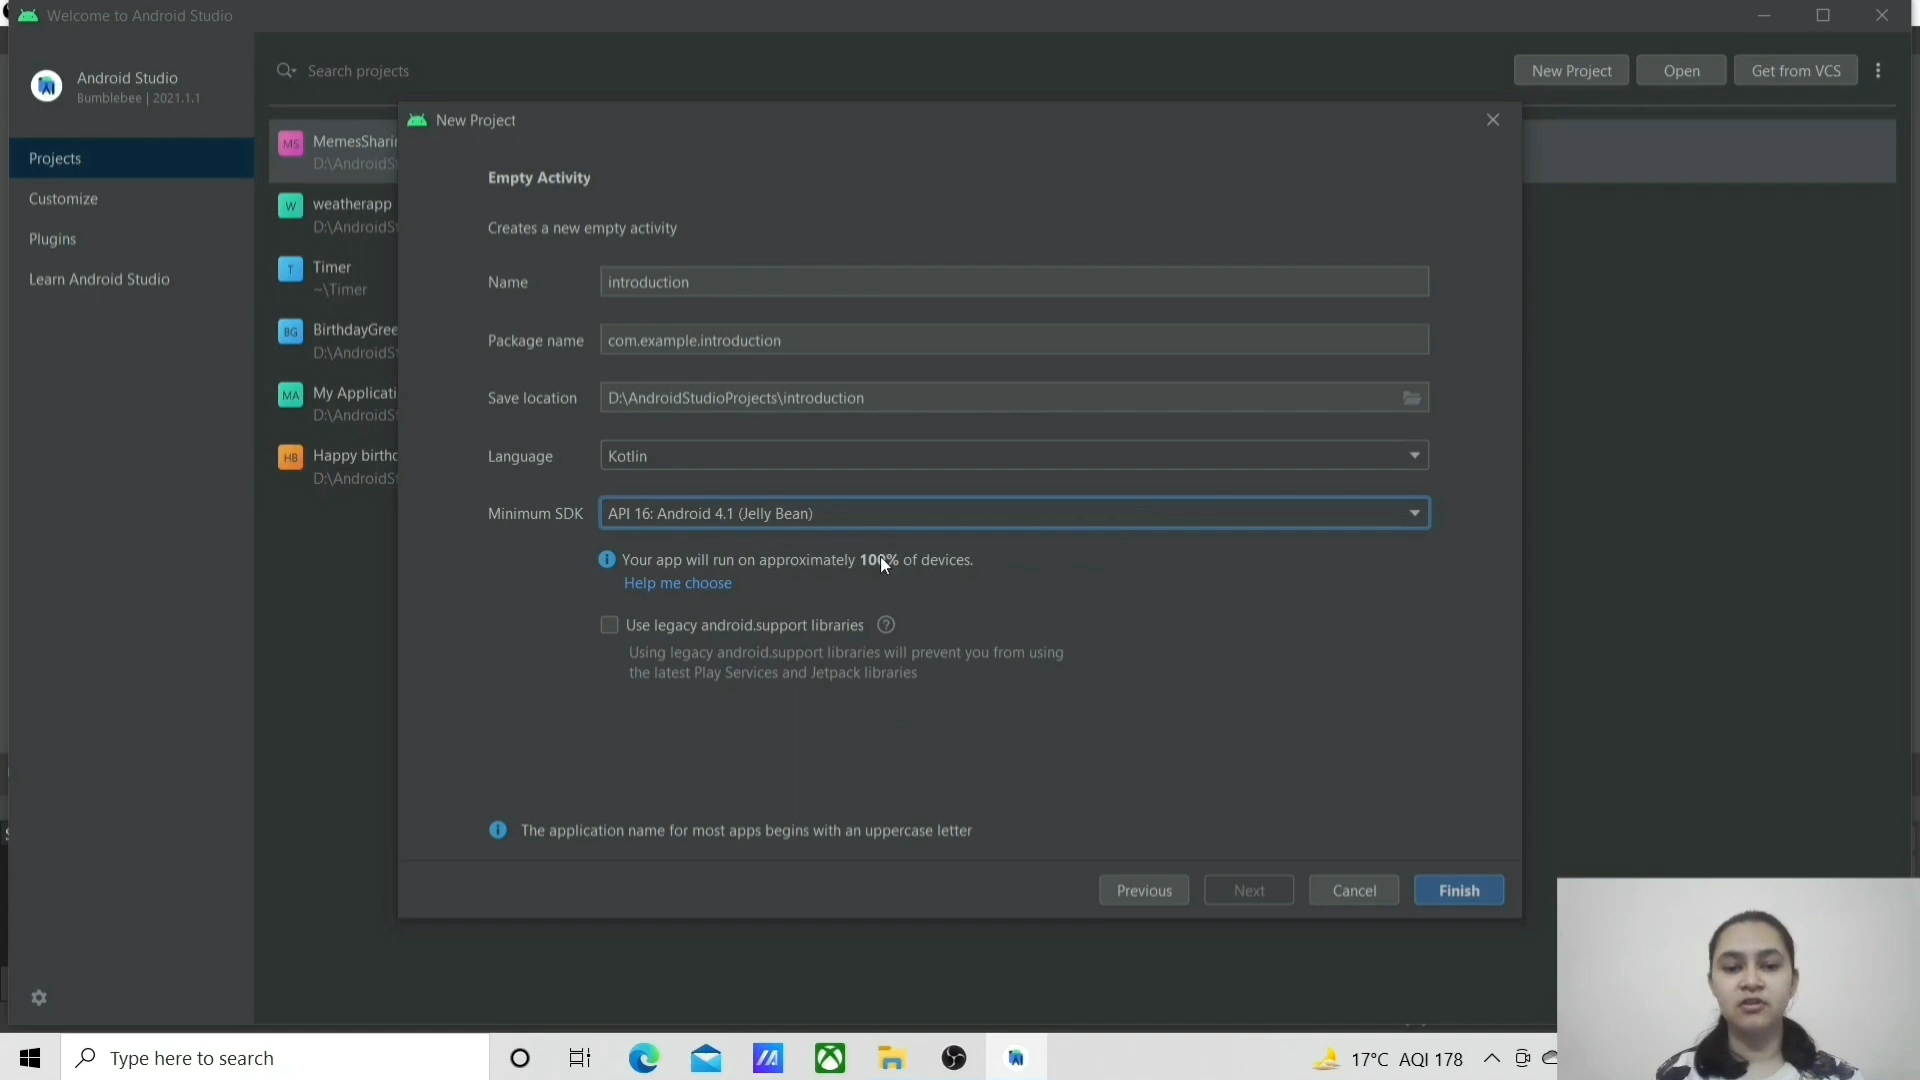 Welcome to Android Studio
Android Studio
Bumblebee | 2021.1.1
Search projects
New Project
Open
Get from VCS
Projects
Customize
Plugins
Learn Android Studio
MS
MemesSharin
D:\AndroidS
W
weatherapp
D:\AndroidSt
T
Timer
~\Timer
BG
BirthdayGree
D:\AndroidSt
MA
My Applicati
D:\AndroidSt
HB
Happy birthd
D:\AndroidSt
New Project
Empty Activity
Creates a new empty activity
Name
introduction
Package name
com.example.introduction
Save location
D:\AndroidStudioProjects\introduction
Language
Kotlin
Minimum SDK
API 16: Android 4.1 (Jelly Bean)
Your app will run on approximately 100% of devices.
Help me choose
Use legacy android.support libraries
Using legacy android.support libraries will prevent you from using
the latest Play Services and Jetpack libraries
The application name for most apps begins with an uppercase letter
Previous
Next
Cancel
Finish
Type here to search
17°C AQI 178